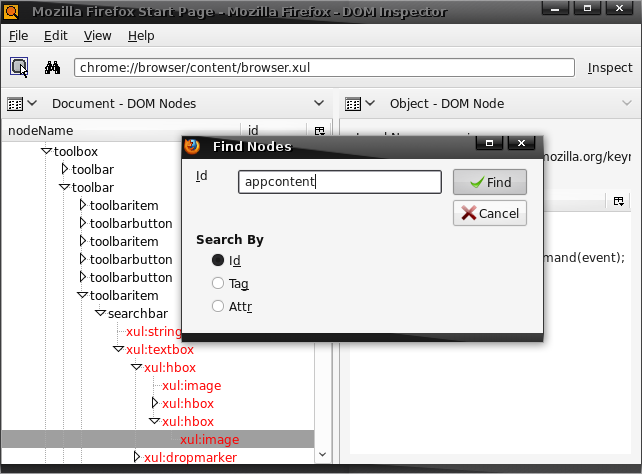 Mozilla Firefox Start Page - Mozilla Firefox - DOM Inspector
File Edit View Help
chrome://browser/content/browser.xul Inspect
Document - DOM Nodes Object - DOM Node
nodeName id
toolbox
toolbar
toolbar
toolbaritem
toolbarbutton
toolbaritem
toolbarbutton
toolbarbutton
toolbaritem
searchbar
xul:string
xul:textbox
xul:hbox
xul:image
xul:hbox
xul:hbox
xul:image
xul:dropmarker
Find Nodes
Id appcontent Find
Cancel
Search By
Id
Tag
Attr
mozilla.org/keyn
mand(event);